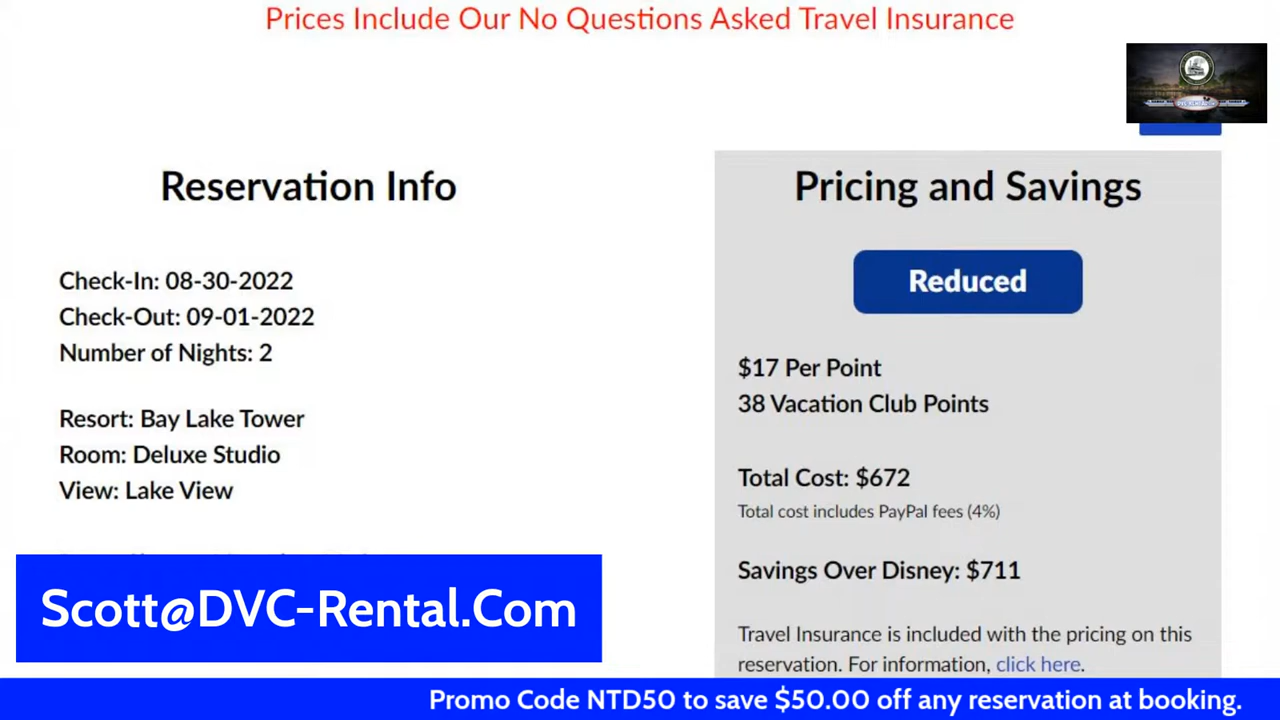 Prices Include Our No Questions Asked Travel Insurance
Reservation Info
Check-In: 08-30-2022
Check-Out: 09-01-2022
Number of Nights: 2
Resort: Bay Lake Tower
Room: Deluxe Studio
View: Lake View
Scott@DVC-Rental.Com
Pricing and Savings
Reduced
$17 Per Point
38 Vacation Club Points
Total Cost: $672
Total cost includes PayPal fees (4%)
Savings Over Disney: $711
Travel Insurance is included with the pricing on this
reservation. For information, click here.
Promo Code NTD50 to save $50.00 off any reservation at booking.